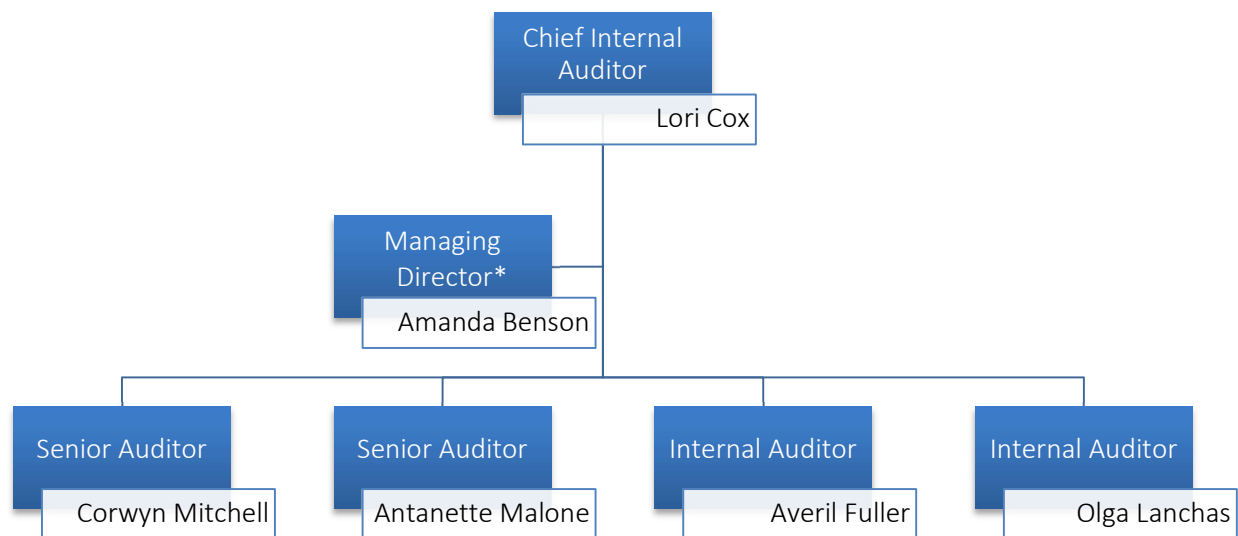 Chief Internal
Auditor
Lori Cox
Managing
Director*
Amanda Benson
Senior Auditor
Corwyn Mitchell
Senior Auditor
Antanette Malone
Internal Auditor
Averil Fuller
Internal Auditor
Olga Lanchas